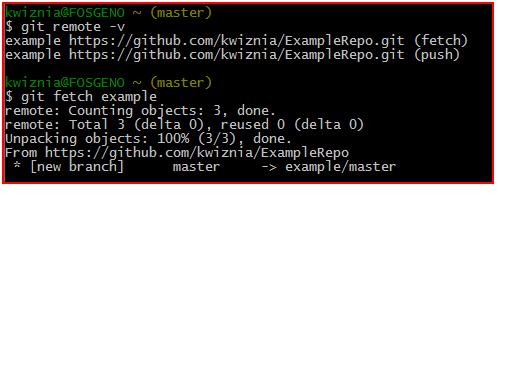 kwiznia@FOSGENO ~ (master)
$ git remote -v
example https://github.com/kwiznia/ExampleRepo.git (fetch)
example https://github.com/kwiznia/ExampleRepo.git (push)
kwiznia@FOSGENO ~ (master)
$ git fetch example
remote: Counting objects: 3, done.
remote: Total 3 (delta 0), reused 0 (delta 0)
Unpacking objects: 100% (3/3), done.
From https://github.com/kwiznia/ExampleRepo
 * [new branch]      master     -> example/master